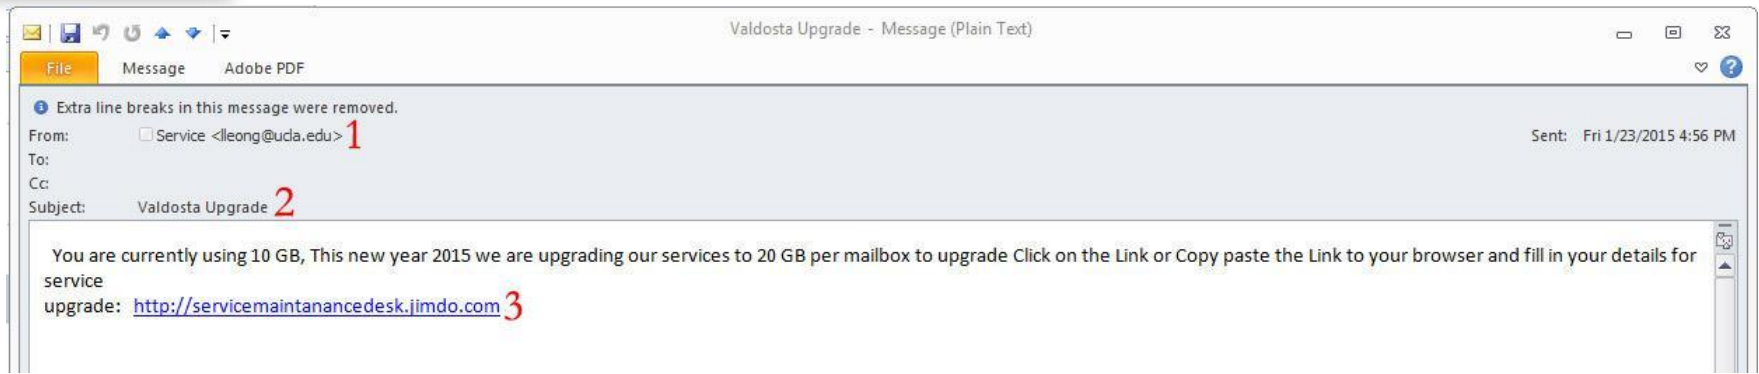 Valdosta Upgrade - Message (Plain Text)
File Message Adobe PDF
Extra line breaks in this message were removed.
From: Service <lleong@ucla.edu> 1 Sent: Fri 1/23/2015 4:56 PM
To:
Cc:
Subject: Valdosta Upgrade 2
You are currently using 10 GB, This new year 2015 we are upgrading our services to 20 GB per mailbox to upgrade Click on the Link or Copy paste the Link to your browser and fill in your details for
service
upgrade: http://servicemaintanancedesk.jimdo.com 3